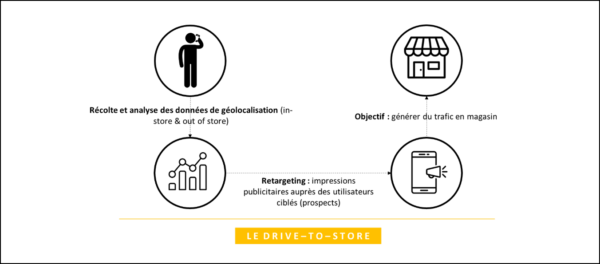 Récolte et analyse des données de géolocalisation (in-
store & out of store)
Objectif : générer du trafic en magasin
Retargeting : impressions
publicitaires auprès des utilisateurs
ciblés (prospects)
LE DRIVE–TO–STORE